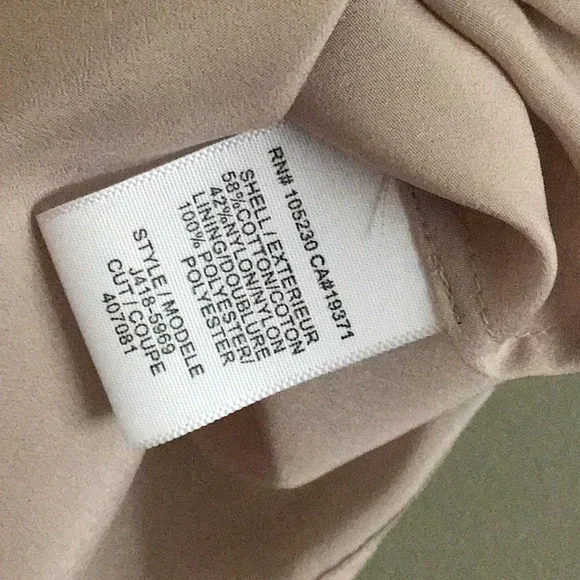 RN# 105230 CA#19371
SHELL / EXTERIEUR
58%COTTON/COTON
42%NYLON/NYLON
LINING/DOUBLURE
100% POLYESTER/
POLYESTER
STYLE / MODELE
J418-5969
CUT / COUPE
407081